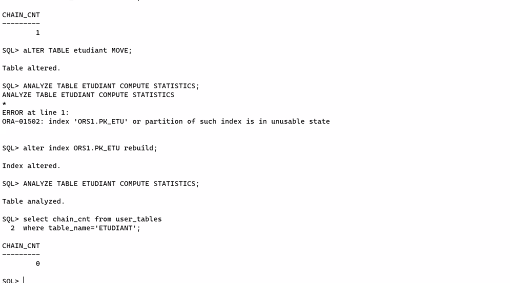 CHAIN_CNT
---------
1
SQL> aLTER TABLE etudiant MOVE;
Table altered.
SQL> ANALYZE TABLE ETUDIANT COMPUTE STATISTICS;
ANALYZE TABLE ETUDIANT COMPUTE STATISTICS
*
ERROR at line 1:
ORA-01502: index 'ORS1.PK_ETU' or partition of such index is in unusable state
SQL> alter index ORS1.PK_ETU rebuild;
Index altered.
SQL> ANALYZE TABLE ETUDIANT COMPUTE STATISTICS;
Table analyzed.
SQL> select chain_cnt from user_tables
2 where table_name='ETUDIANT';
CHAIN_CNT
---------
0
SQL>